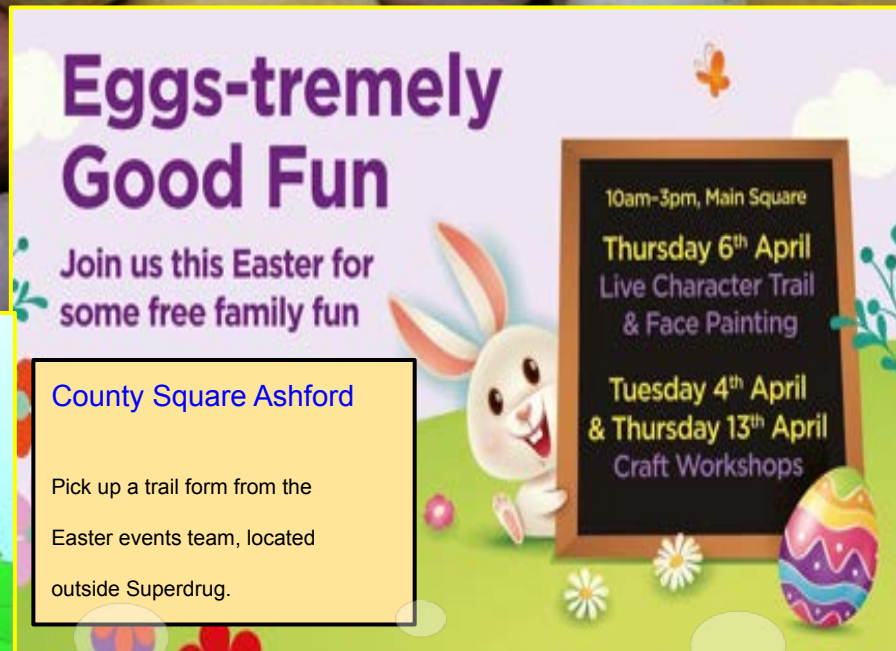 Eggs-tremely
Good Fun
Join us this Easter for
some free family fun
County Square Ashford
Pick up a trail form from the
Easter events team, located
outside Superdrug.
10am-3pm, Main Square
Thursday 6th April
Live Character Trail
& Face Painting
Tuesday 4th April
& Thursday 13th April
Craft Workshops